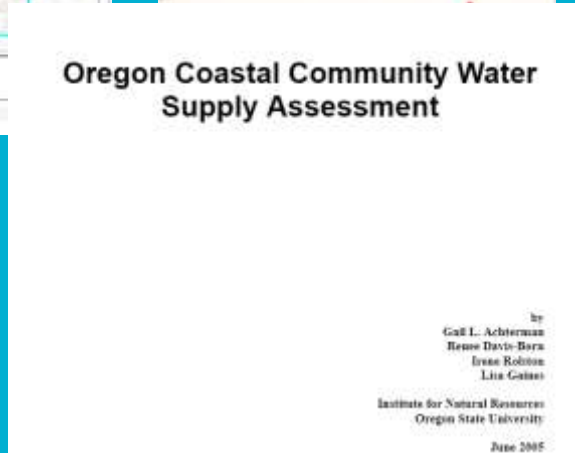 Oregon Coastal Community Water
Supply Assessment
by
Gail L. Achterman
Renee Davis-Born
Irene Rolston
Lisa Gaines
Institute for Natural Resources
Oregon State University
June 2005